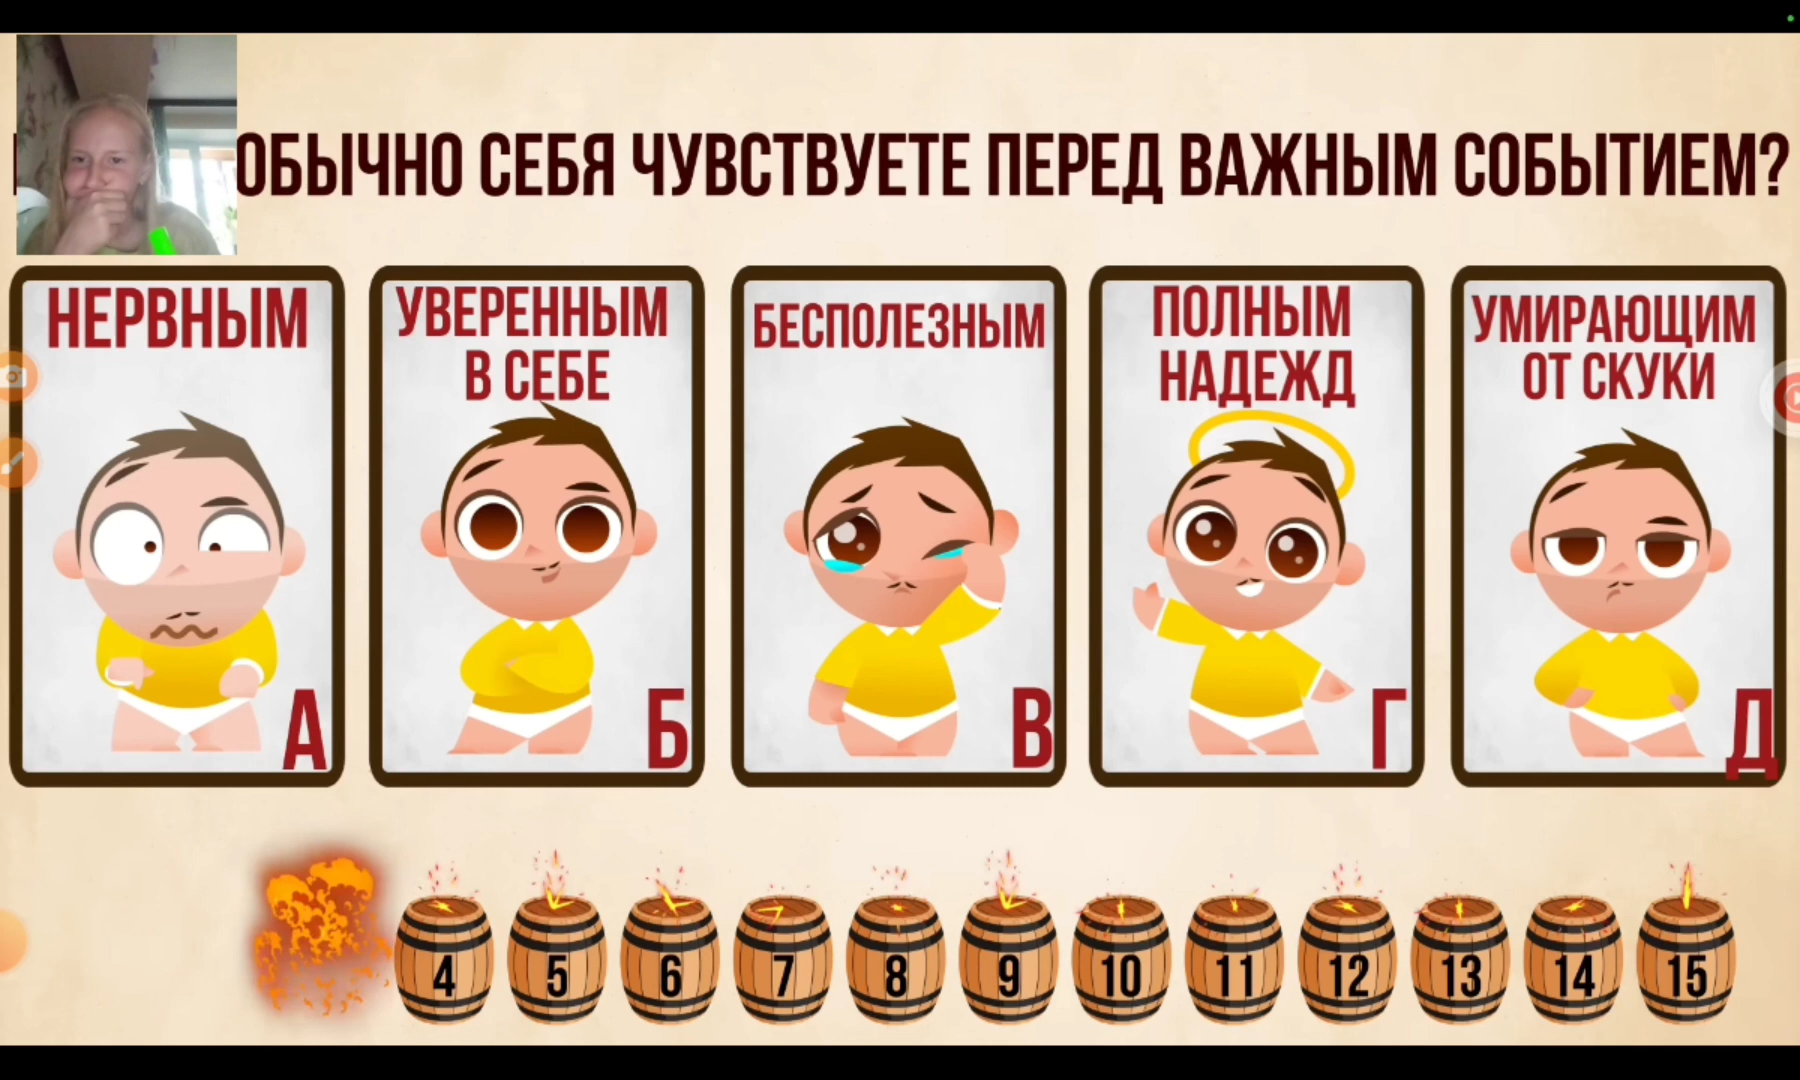 ОБЫЧНО СЕБЯ ЧУВСТВУЕТЕ ПЕРЕД ВАЖНЫМ СОБЫТИЕМ?
НЕРВНЫМ
А
УВЕРЕННЫМ
В СЕБЕ
Б
БЕСПОЛЕЗНЫМ
В
ПОЛНЫМ
НАДЕЖД
Г
УМИРАЮЩИМ
ОТ СКУКИ
Д
4 5 6 7 8 9 10 11 12 13 14 15